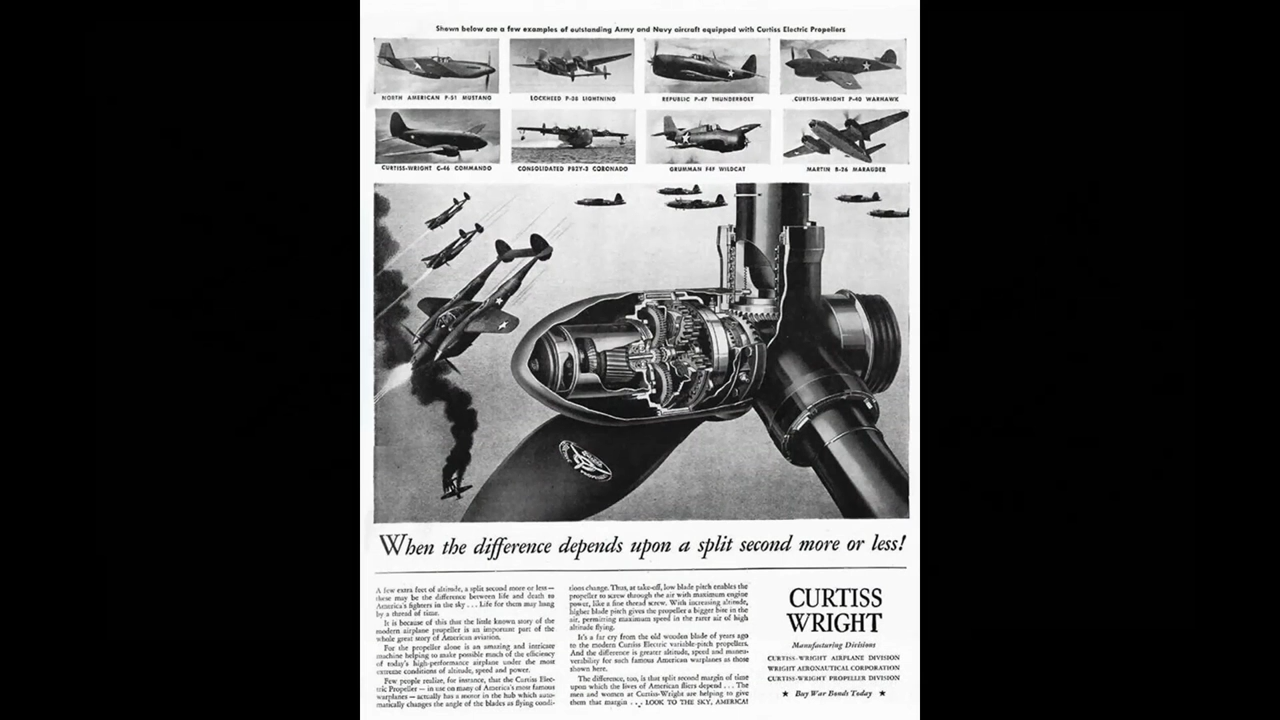 Shown below are a few examples of outstanding Army and Navy aircraft equipped with Curtiss Electric Propellers
NORTH AMERICAN P-51 MUSTANG
LOCKHEED P-38 LIGHTNING
REPUBLIC P-47 THUNDERBOLT
CURTISS-WRIGHT P-40 WARHAWK
CURTISS-WRIGHT C-46 COMMANDO
CONSOLIDATED PB2Y-3 CORONADO
GRUMMAN F4F WILDCAT
MARTIN B-26 MARAUDER
When the difference depends upon a split second more or less!
A few extra feet of altitude, a split second more or less—
these may be the difference between life and death to
America's fighters in the sky . . . Life for them may hang
by a thread of time.
It is because of this that the little known story of the
modern airplane propeller is an important part of the
whole great story of American aviation.
For the propeller alone is an amazing and intricate
machine helping to make possible much of the efficiency
of today's high-performance airplane under the most
extreme conditions of altitude, speed and power.
Few people realize, for instance, that the Curtiss Elec-
tric Propeller — in use on many of America's most famous
warplanes — actually has a motor in the hub which auto-
matically changes the angle of the blades as flying condi-
tions change. Thus, at take-off, low blade pitch enables the
propeller to screw through the air with maximum engine
power, like a fine thread screw. With increasing altitude,
higher blade pitch gives the propeller a bigger bite in the
air, permitting maximum speed in the rarer air of high
altitude flying.
It's a far cry from the old wooden blade of years ago
to the modern Curtiss Electric variable-pitch propellers.
And the difference is greater altitude, speed and maneu-
verability for such famous American warplanes as those
shown here.
The difference, too, is that split second margin of time
upon which the lives of American fliers depend . . . The
men and women at Curtiss-Wright are helping to give
them that margin . . . LOOK TO THE SKY, AMERICA!
CURTISS
WRIGHT
Manufacturing Divisions
CURTISS-WRIGHT AIRPLANE DIVISION
WRIGHT AERONAUTICAL CORPORATION
CURTISS-WRIGHT PROPELLER DIVISION
★ Buy War Bonds Today ★